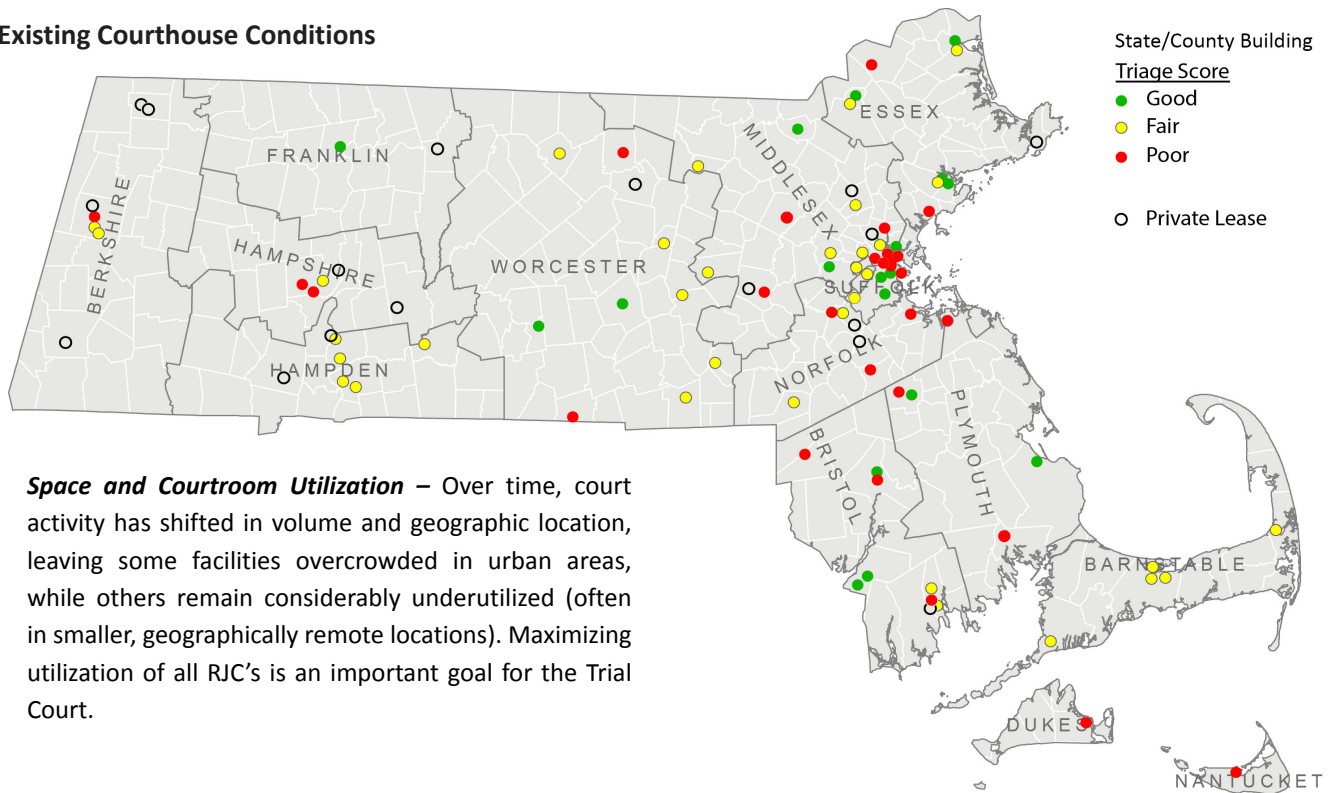 Existing Courthouse Conditions
State/County Building
Triage Score
Good
Fair
Poor
Private Lease
ESSEX
MIDDLESEX
FRANKLIN
BERKSHIRE
HAMPSHIRE
WORCESTER
SUFFOLK
HAMPDEN
NORFOLK
PLYMOUTH
BRISTOL
BARNSTABLE
DUKES
NANTUCKET
Space and Courtroom Utilization – Over time, court
activity has shifted in volume and geographic location,
leaving some facilities overcrowded in urban areas,
while others remain considerably underutilized (often
in smaller, geographically remote locations). Maximizing
utilization of all RJC's is an important goal for the Trial
Court.